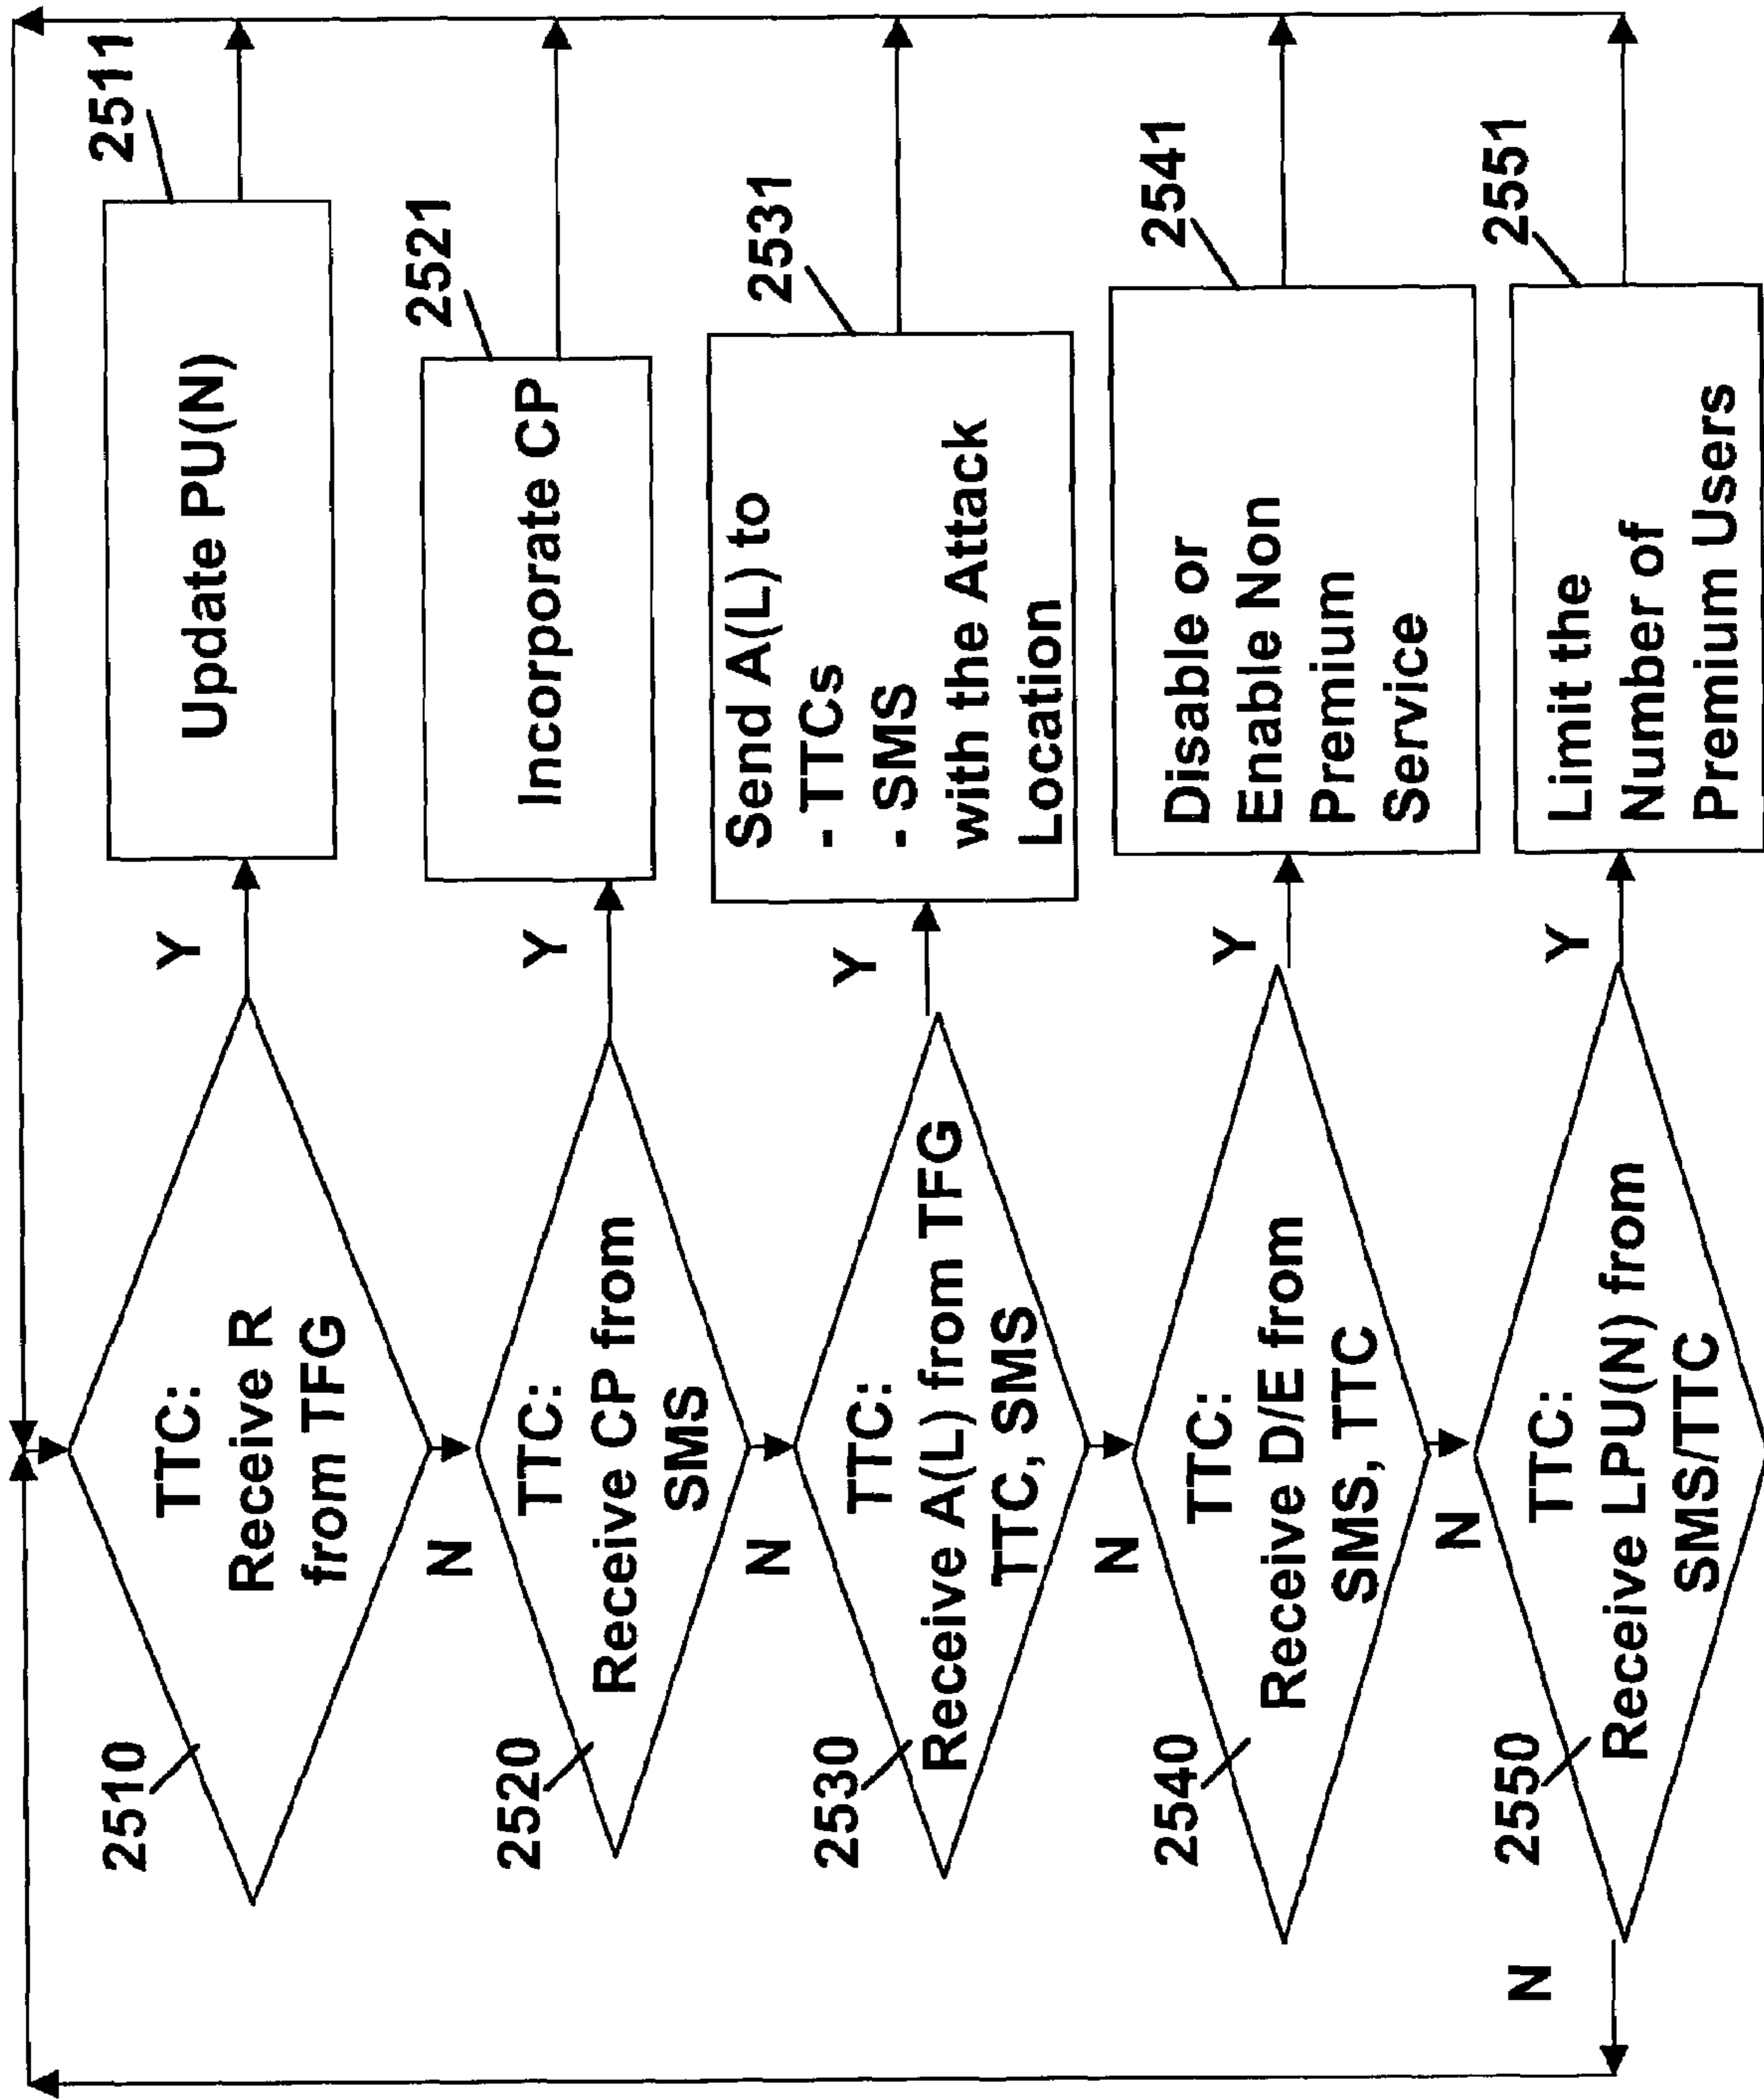 2510
TTC:
Receive R
from TFG
Y
2511
Update PU(N)
N
2520
TTC:
Receive CP from
SMS
Y
2521
Incorporate CP
N
2530
TTC:
Receive A(L) from TFG
TTC, SMS
Y
2531
Send A(L) to
- TTCs
- SMS
with the Attack
Location
N
2540
TTC:
Receive D/E from
SMS, TTC
Y
2541
Disable or
Enable Non
Premium
Service
N
2550
TTC:
Receive LPU(N) from
SMS/TTC
Y
2551
Limit the
Number of
Premium Users
N